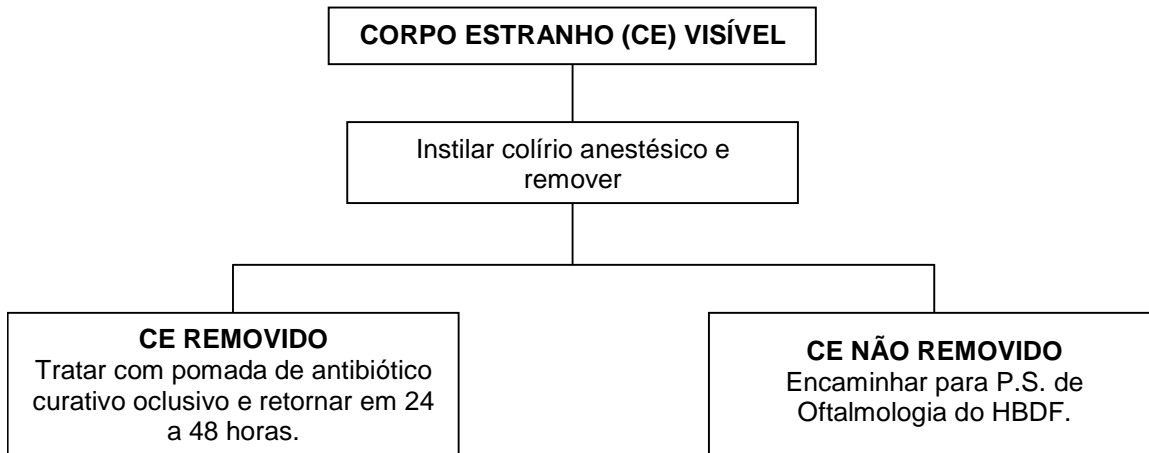 CORPO ESTRANHO (CE) VISÍVEL
Instilar colírio anestésico e
remover
CE REMOVIDO
Tratar com pomada de antibiótico
curativo oclusivo e retornar em 24
a 48 horas.
CE NÃO REMOVIDO
Encaminhar para P.S. de
Oftalmologia do HBDF.